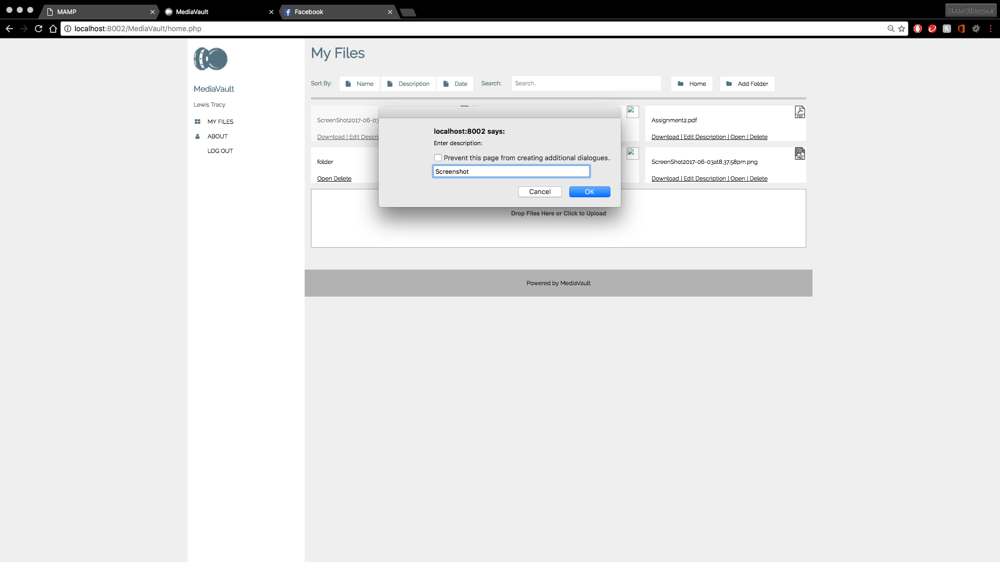 MAMP
MediaVault
Facebook
Sean Cristopher
localhost:8002/MediaVault/home.php
My Files
Sort By: Name Description Date Search: Search.. Home Add Folder
MediaVault
Lewis Tracy
MY FILES
ABOUT
LOG OUT
ScreenShot2017-06-03
Download | Edit Descri
Assignment2.pdf
PDF
Download | Edit Description | Open | Delete
folder
Open Delete
ScreenShot2017-06-03at8.37.58pm.png
PNG
Download | Edit Description | Open | Delete
localhost:8002 says:
Enter description:
Prevent this page from creating additional dialogues.
Screenshot
Cancel OK
Drop Files Here or Click to Upload
Powered by MediaVault